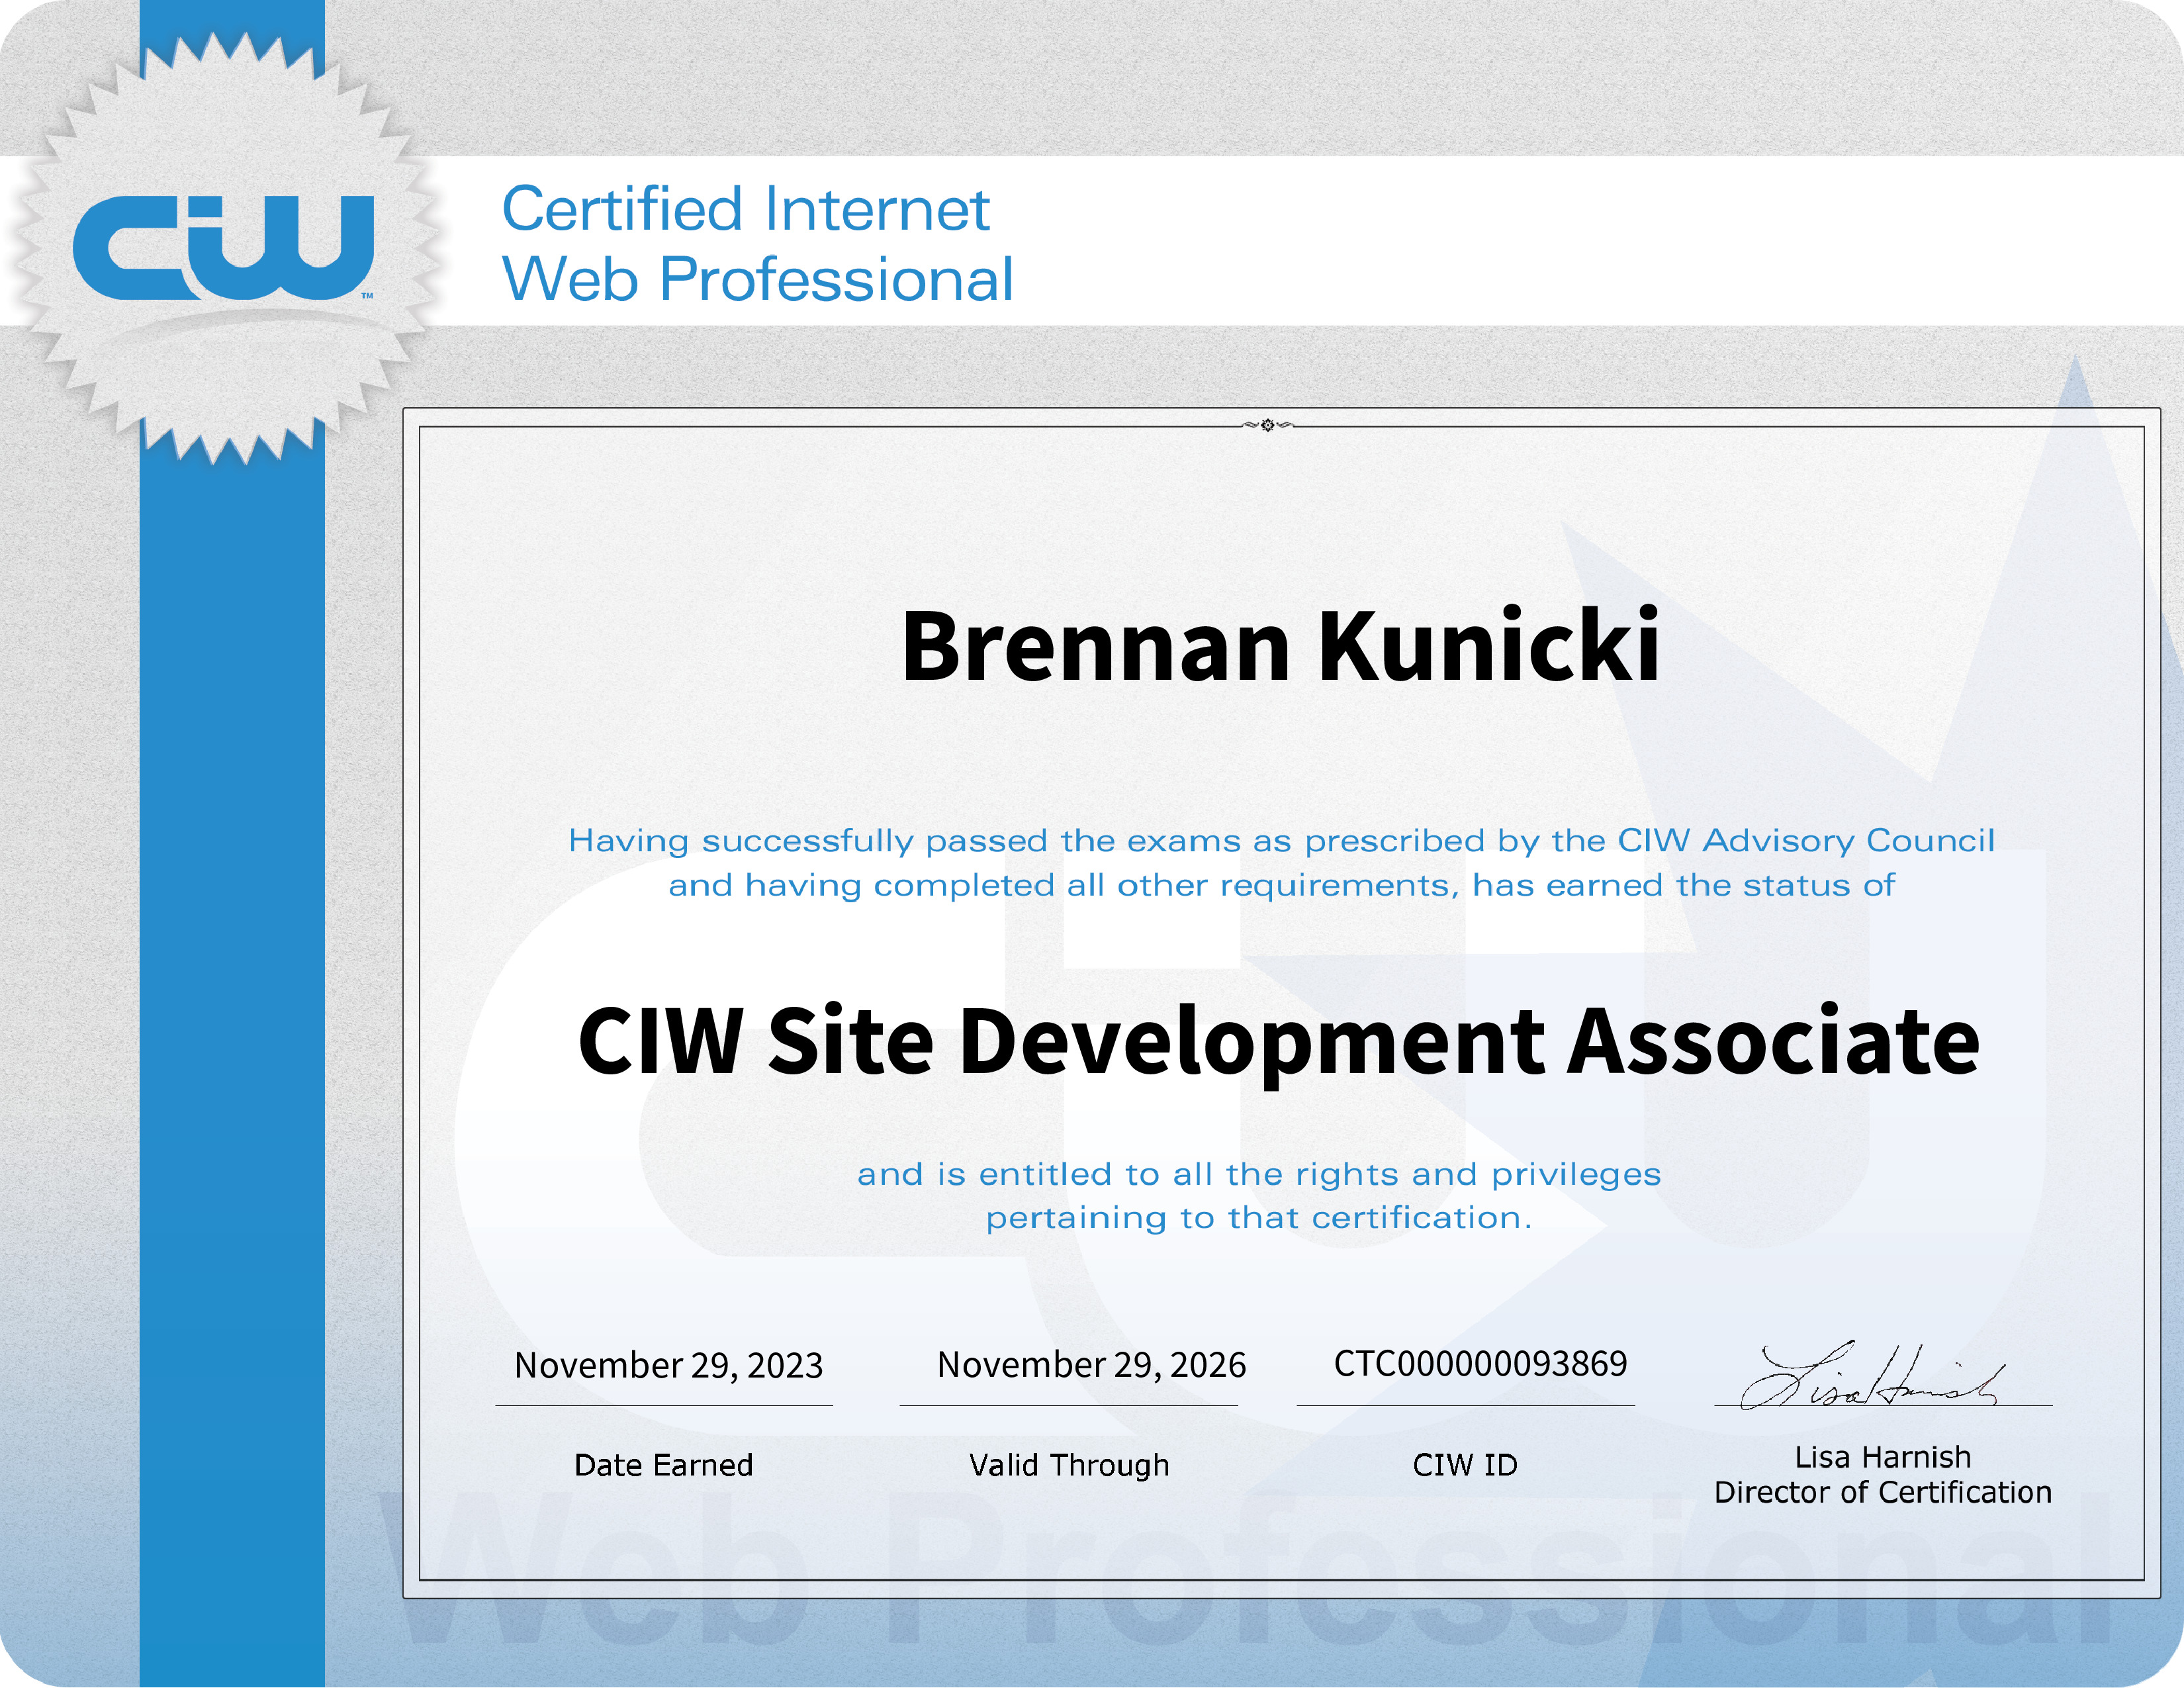 CIW
TM
Certified Internet
Web Professional
Brennan Kunicki
Having successfully passed the exams as prescribed by the CIW Advisory Council
and having completed all other requirements, has earned the status of
CIW Site Development Associate
and is entitled to all the rights and privileges
pertaining to that certification.
November 29, 2023
Date Earned
November 29, 2026
Valid Through
CTC000000093869
CIW ID
Lisa Harnish
Lisa Harnish
Director of Certification
Web Professional